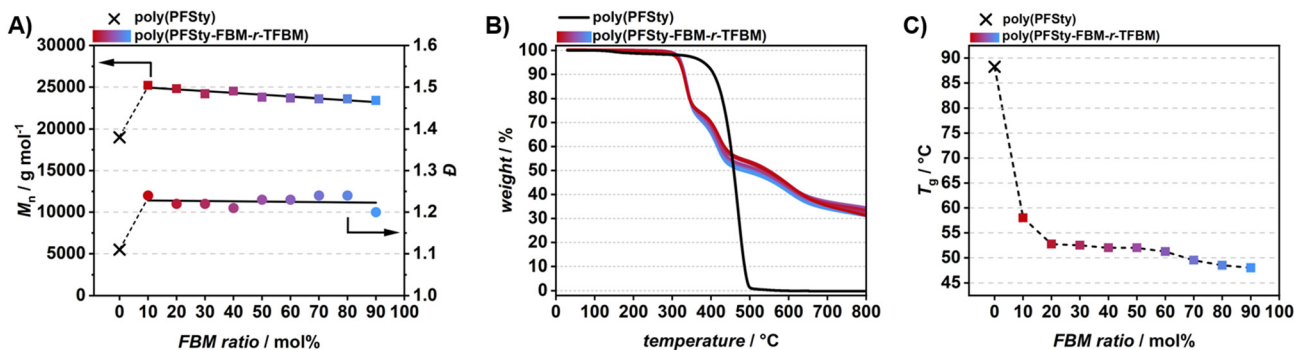 A)
poly(PFSty)
poly(PFSty-FBM-r-TFBM)
30000
25000
20000
15000
10000
5000
0
Mn / g mol-1
1.6
1.5
1.4
1.3
1.2
1.1
1.0
Đ
0 10 20 30 40 50 60 70 80 90 100
FBM ratio / mol%
B)
poly(PFSty)
poly(PFSty-FBM-r-TFBM)
100
90
80
70
60
50
40
30
20
10
0
weight / %
0 100 200 300 400 500 600 700 800
temperature / °C
C)
poly(PFSty)
poly(PFSty-FBM-r-TFBM)
90
85
80
75
70
65
60
55
50
45
Tg / °C
0 10 20 30 40 50 60 70 80 90 100
FBM ratio / mol%